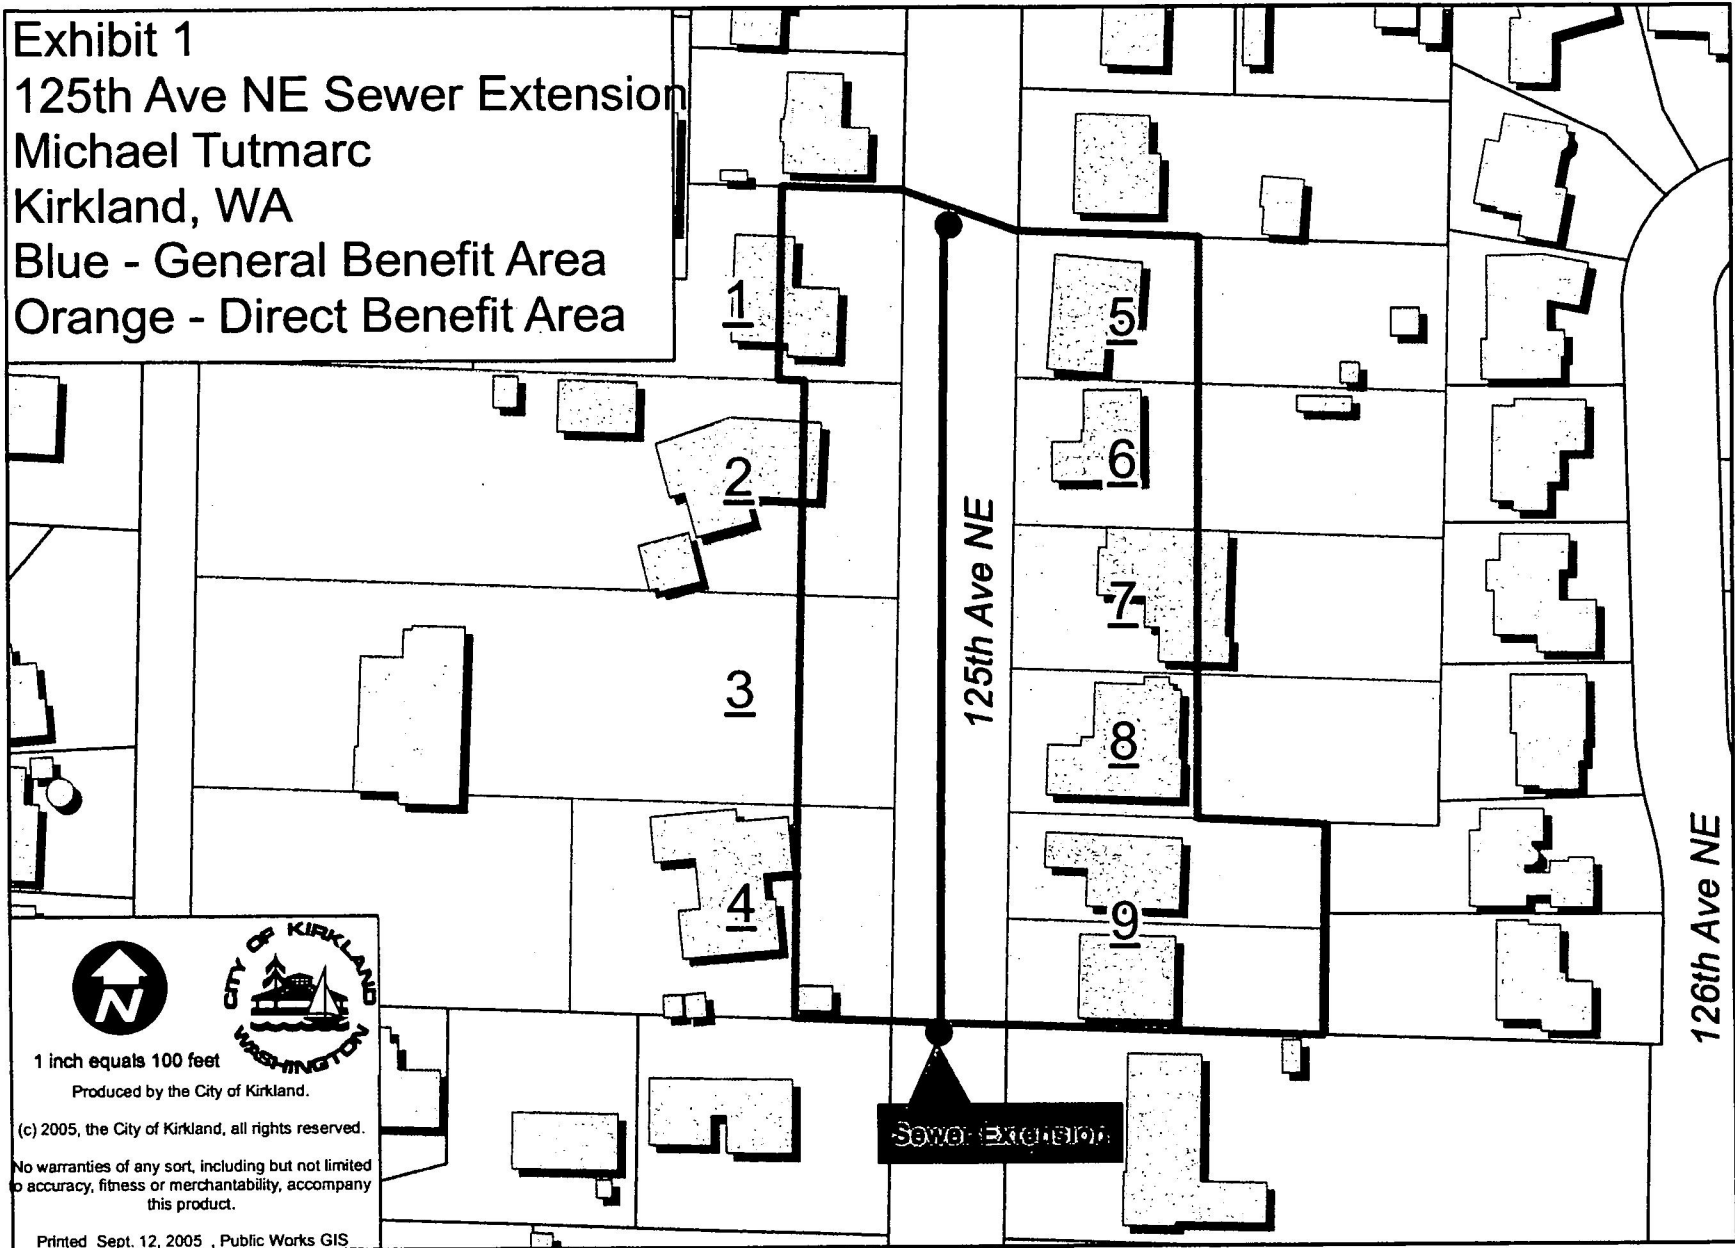 Exhibit 1
125th Ave NE Sewer Extension
Michael Tutmarc
Kirkland, WA
Blue - General Benefit Area
Orange - Direct Benefit Area
1
2
3
4
5
6
7
8
9
125th Ave NE
126th Ave NE
Sewer Extension
N
CITY OF KIRKLAND
WASHINGTON
1 inch equals 100 feet
Produced by the City of Kirkland.
(c) 2005, the City of Kirkland, all rights reserved.
No warranties of any sort, including but not limited
to accuracy, fitness or merchantability, accompany
this product.
Printed Sept. 12, 2005 , Public Works GIS